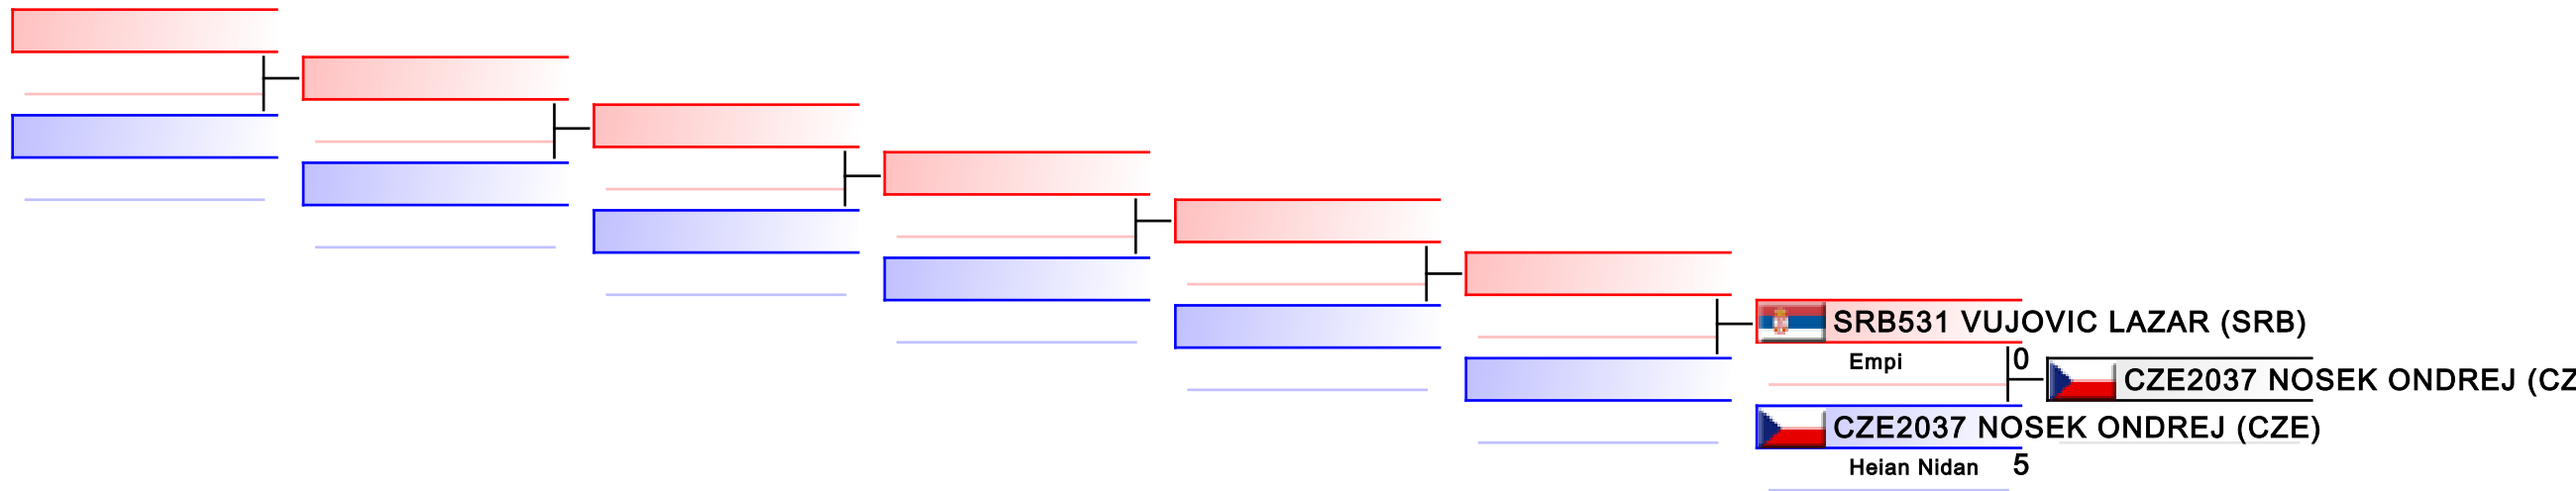 SRB531 VUJOVIC LAZAR (SRB)
Empi 0
CZE2037 NOSEK ONDREJ (CZ
CZE2037 NOSEK ONDREJ (CZE)
Heian Nidan 5